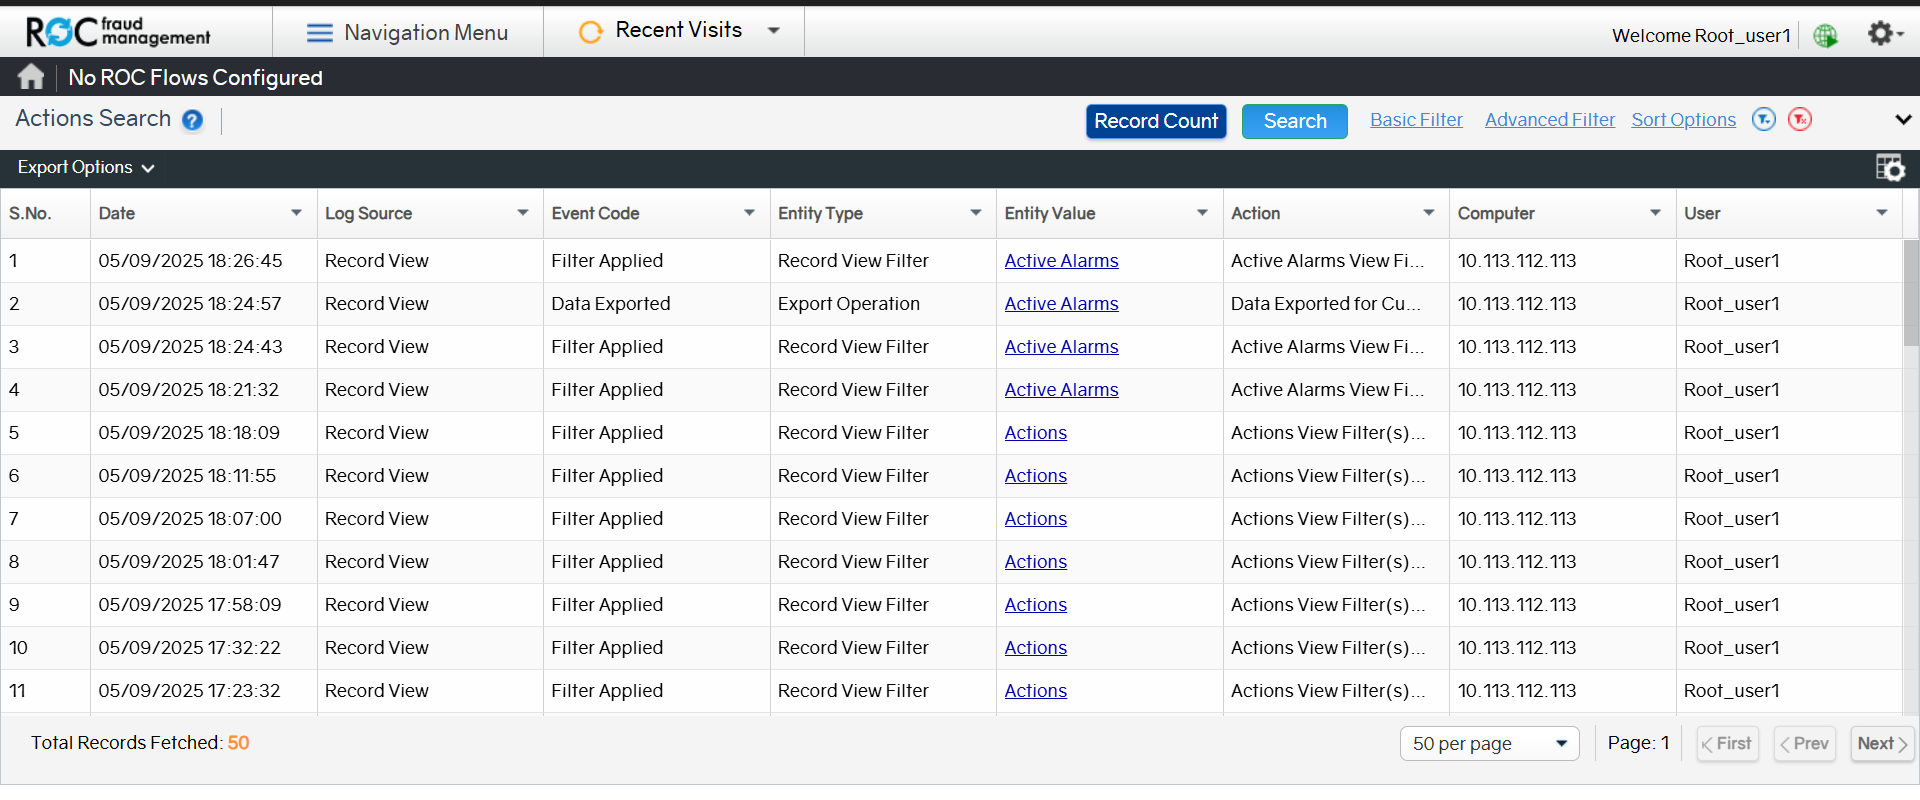 ROC fraud management
Navigation Menu
Recent Visits
Welcome Root_user1
No ROC Flows Configured
Actions Search ?
Record Count
Search
Basic Filter
Advanced Filter
Sort Options
Export Options
S.No. Date Log Source Event Code Entity Type Entity Value Action Computer User
1 05/09/2025 18:26:45 Record View Filter Applied Record View Filter Active Alarms Active Alarms View Fi... 10.113.112.113 Root_user1
2 05/09/2025 18:24:57 Record View Data Exported Export Operation Active Alarms Data Exported for Cu... 10.113.112.113 Root_user1
3 05/09/2025 18:24:43 Record View Filter Applied Record View Filter Active Alarms Active Alarms View Fi... 10.113.112.113 Root_user1
4 05/09/2025 18:21:32 Record View Filter Applied Record View Filter Active Alarms Active Alarms View Fi... 10.113.112.113 Root_user1
5 05/09/2025 18:18:09 Record View Filter Applied Record View Filter Actions Actions View Filter(s)... 10.113.112.113 Root_user1
6 05/09/2025 18:11:55 Record View Filter Applied Record View Filter Actions Actions View Filter(s)... 10.113.112.113 Root_user1
7 05/09/2025 18:07:00 Record View Filter Applied Record View Filter Actions Actions View Filter(s)... 10.113.112.113 Root_user1
8 05/09/2025 18:01:47 Record View Filter Applied Record View Filter Actions Actions View Filter(s)... 10.113.112.113 Root_user1
9 05/09/2025 17:58:09 Record View Filter Applied Record View Filter Actions Actions View Filter(s)... 10.113.112.113 Root_user1
10 05/09/2025 17:32:22 Record View Filter Applied Record View Filter Actions Actions View Filter(s)... 10.113.112.113 Root_user1
11 05/09/2025 17:23:32 Record View Filter Applied Record View Filter Actions Actions View Filter(s)... 10.113.112.113 Root_user1
Total Records Fetched: 50
50 per page
Page: 1
First
Prev
Next